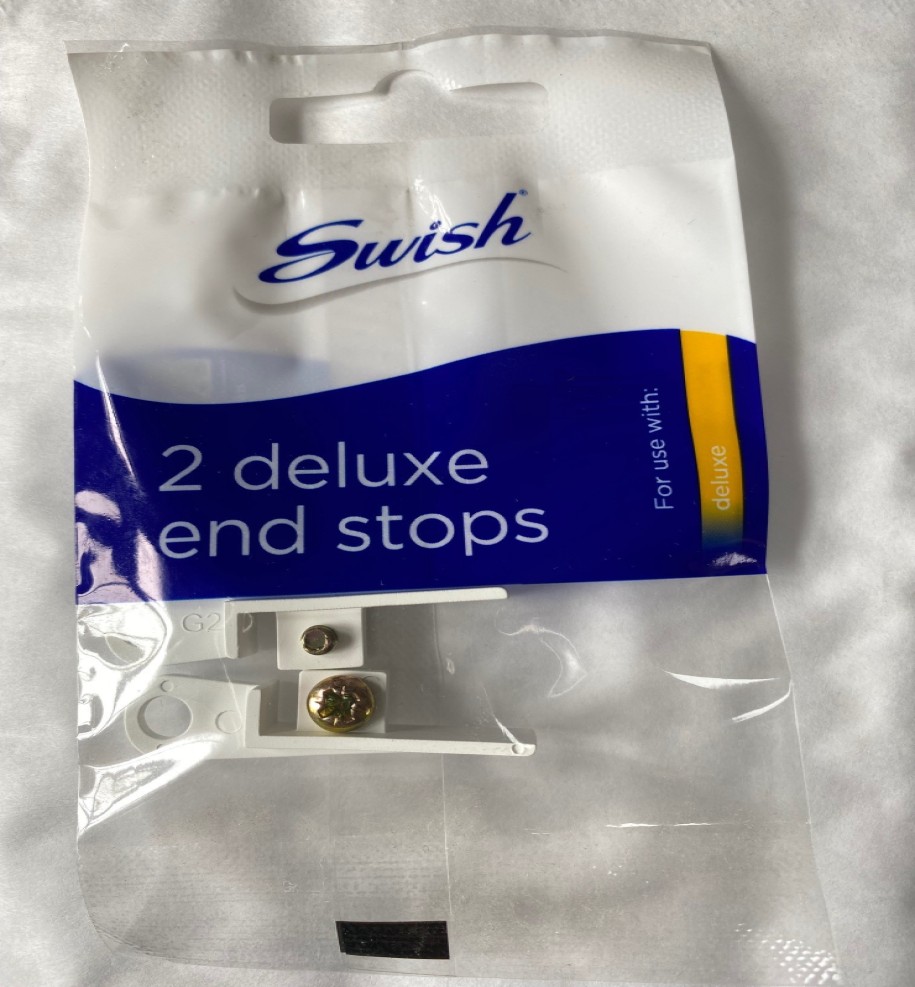 Swish®
2 deluxe
end stops
For use with:
deluxe